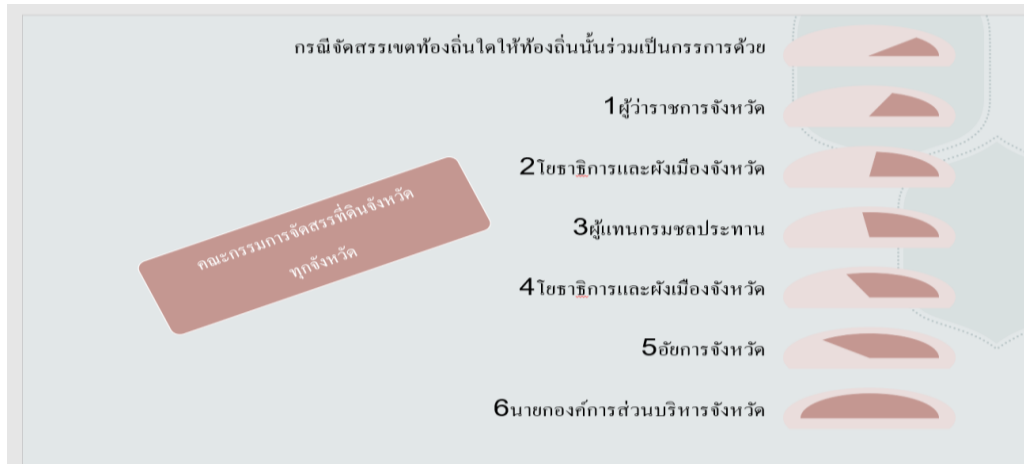 กรณีจัดสรรเขตท้องถิ่นใดให้ท้องถิ่นนั้นร่วมเป็นกรรการด้วย
1ผู้ว่าราชการจังหวัด
2โยธาธิการและผังเมืองจังหวัด
3ผู้แทนกรมชลประทาน
4โยธาธิการและผังเมืองจังหวัด
5อัยการจังหวัด
6นายกองค์การส่วนบริหารจังหวัด
คณะกรรมการจัดสรรที่ดินจังหวัด
ทุกจังหวัด